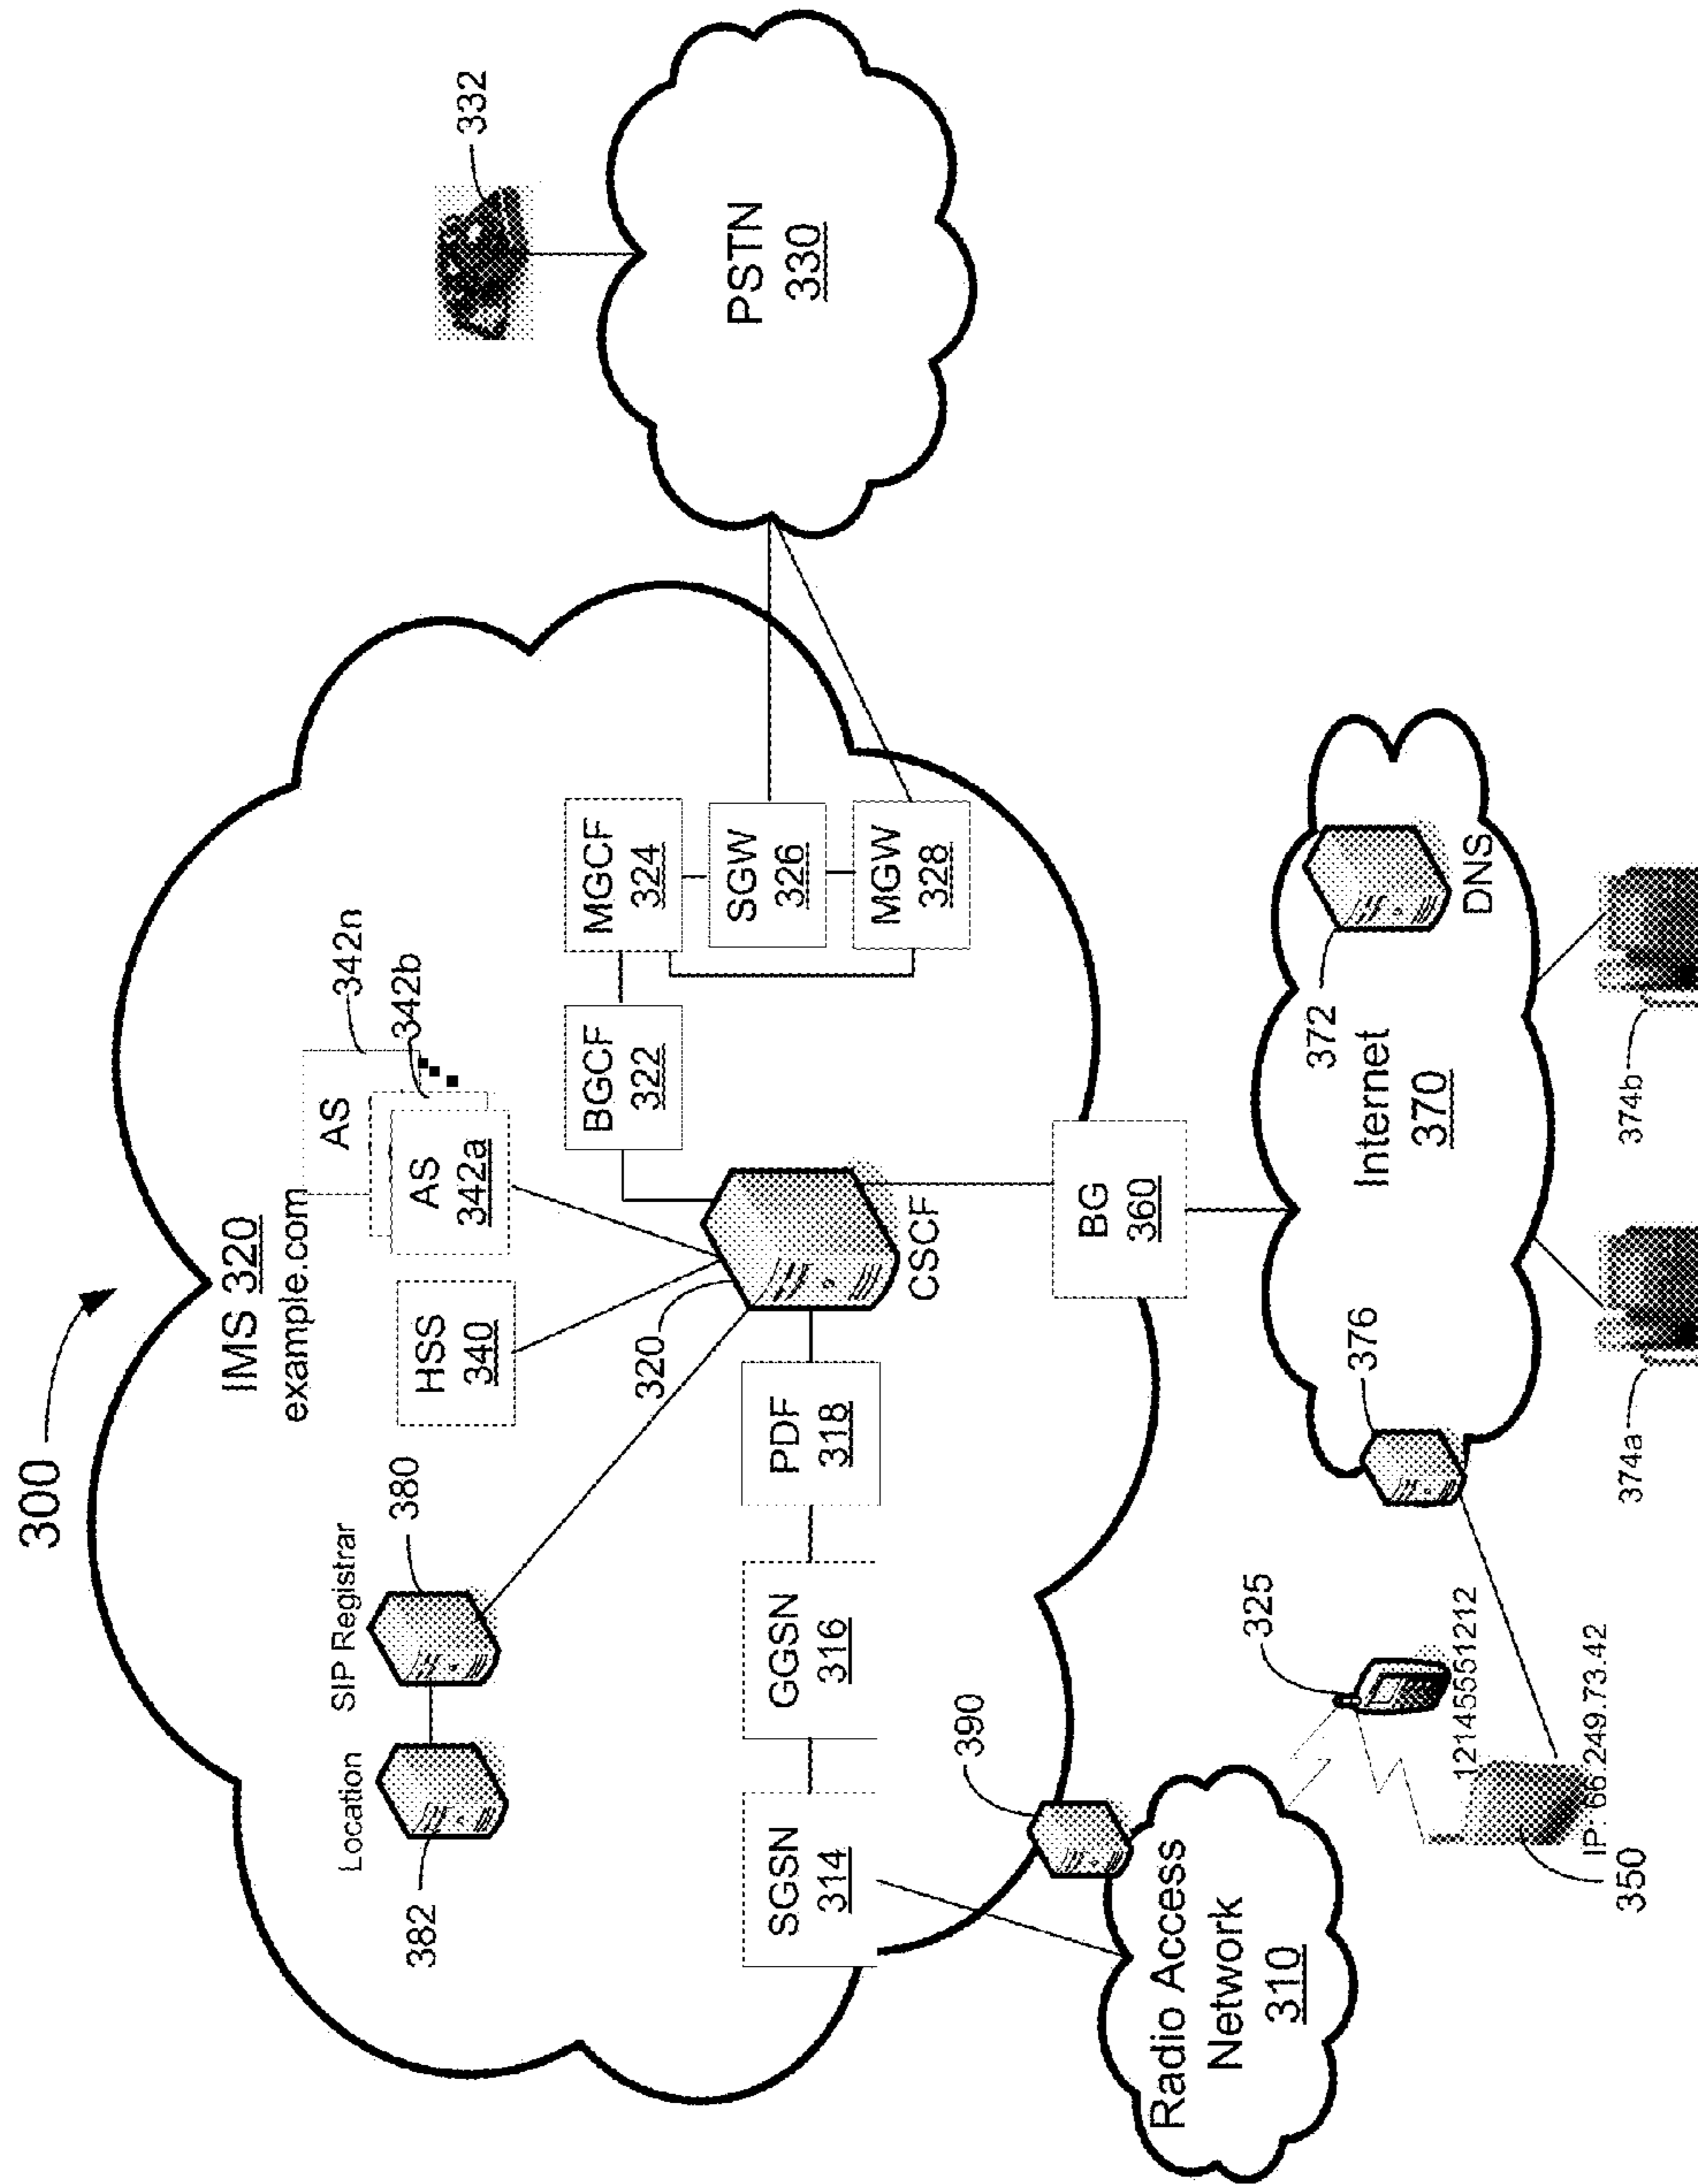 300
IMS 320
example.com
Location
SIP Registrar
382
380
HSS
340
AS
342a
AS
342n
342b
332
BGCF
322
MGCF
324
SGW
326
MGW
328
PSTN
330
320
CSCF
SGSN
314
GGSN
316
PDF
318
BG
360
390
Radio Access
Network
310
325
12145551212
IP: 66.249.73.42
350
376
Internet
370
372
DNS
374a
374b